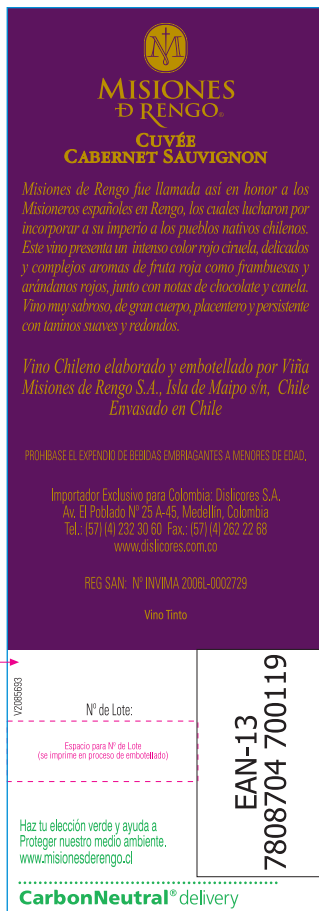 MISIONES
D RENGO®
CUVÉE
CABERNET SAUVIGNON
Misiones de Rengo fue llamada así en honor a los
Misioneros españoles en Rengo, los cuales lucharon por
incorporar a su imperio a los pueblos nativos chilenos.
Este vino presenta un intenso color rojo ciruela, delicados
y complejos aromas de fruta roja como frambuesas y
arándanos rojos, junto con notas de chocolate y canela.
Vino muy sabroso, de gran cuerpo, placentero y persistente
con taninos suaves y redondos.
Vino Chileno elaborado y embotellado por Viña
Misiones de Rengo S.A., Isla de Maipo s/n, Chile
Envasado en Chile
PROHIBASE EL EXPENDIO DE BEBIDAS EMBRIAGANTES A MENORES DE EDAD.
Importador Exclusivo para Colombia: Dislicores S.A.
Av. El Poblado Nº 25 A-45, Medellín, Colombia
Tel.: (57) (4) 232 30 60 Fax.: (57) (4) 262 22 68
www.dislicores.com.co
REG SAN: Nº INVIMA 2006L-0002729
Vino Tinto
V2085693
Nº de Lote:
Espacio para Nº de Lote
(se imprime en proceso de embotellado)
EAN-13
7808704 700119
Haz tu elección verde y ayuda a
Proteger nuestro medio ambiente.
www.misionesderengo.cl
CarbonNeutral® delivery